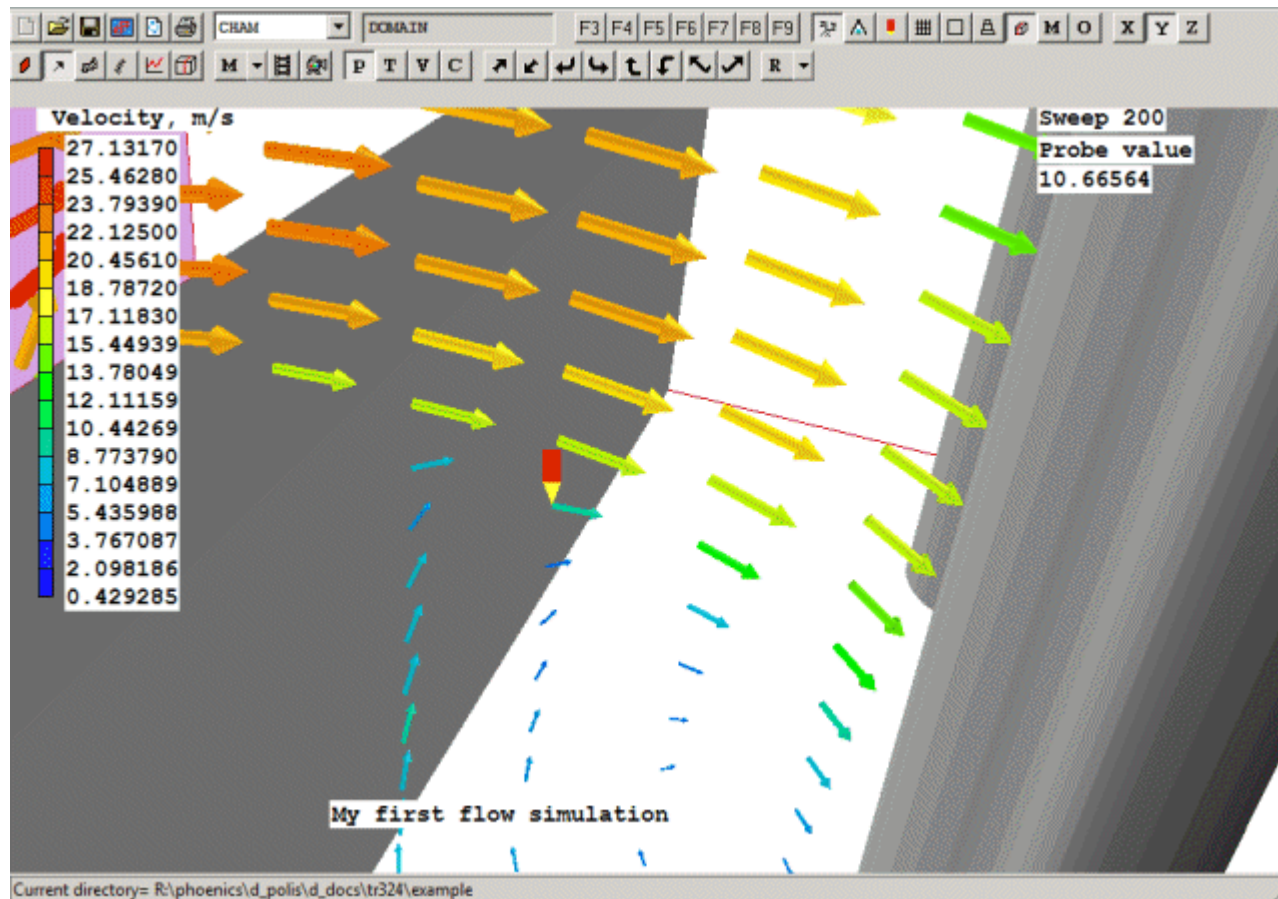 CHAM DOMAIN F3 F4 F5 F6 F7 F8 F9 M O X Y Z
M P T V C R
Velocity, m/s
27.13170
25.46280
23.79390
22.12500
20.45610
18.78720
17.11830
15.44939
13.78049
12.11159
10.44269
8.773790
7.104889
5.435988
3.767087
2.098186
0.429285
Sweep 200
Probe value
10.66564
My first flow simulation
Current directory= R:\phoenics\d_polis\d_docs\tr324\example